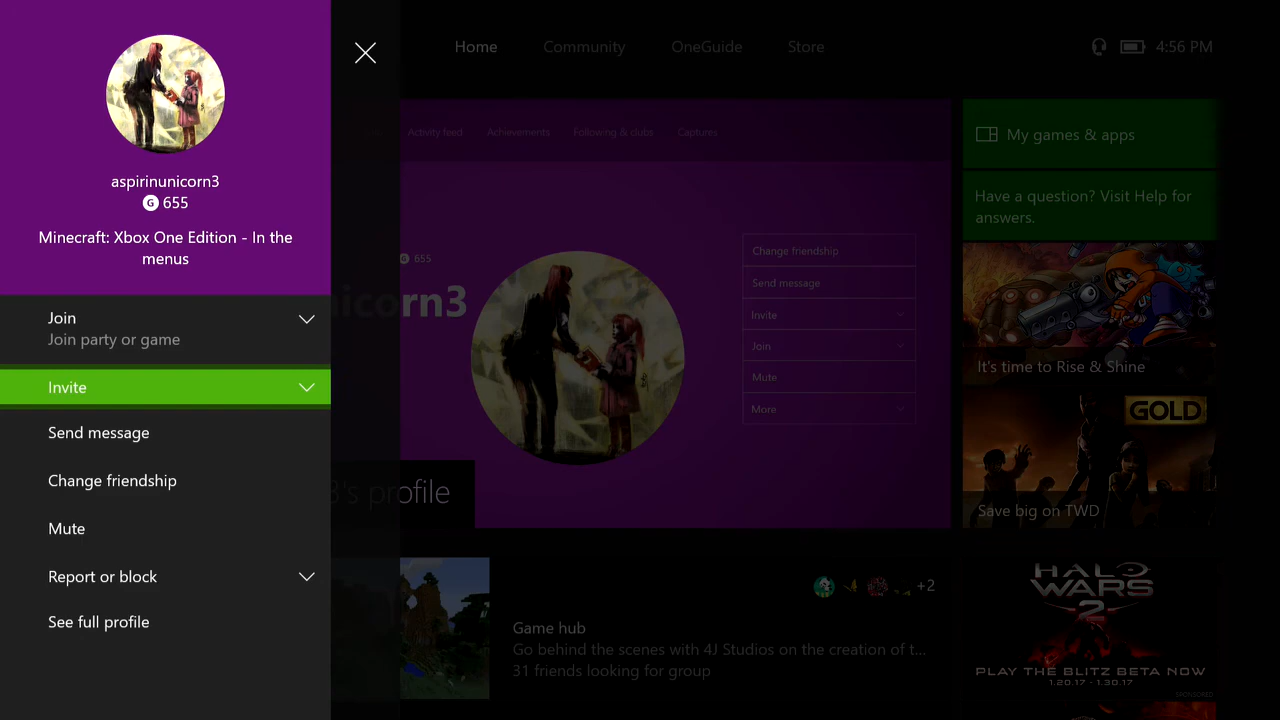 aspirinunicorn3
G 655
Minecraft: Xbox One Edition - In the
menus
Join
Join party or game
Invite
Send message
Change friendship
Mute
Report or block
See full profile
Home
Community
OneGuide
Store
4:56 PM
Activity feed
Achievements
Following & clubs
Captures
G 655
icorn3
Change friendship
Send message
Invite
Join
Mute
More
3's profile
My games & apps
Have a question? Visit Help for
answers.
It's time to Rise & Shine
GOLD
Save big on TWD
+2
Game hub
Go behind the scenes with 4J Studios on the creation of t...
31 friends looking for group
HALO
WARS
2
PLAY THE BLITZ BETA NOW
1.20.17 - 1.30.17
SPONSORED